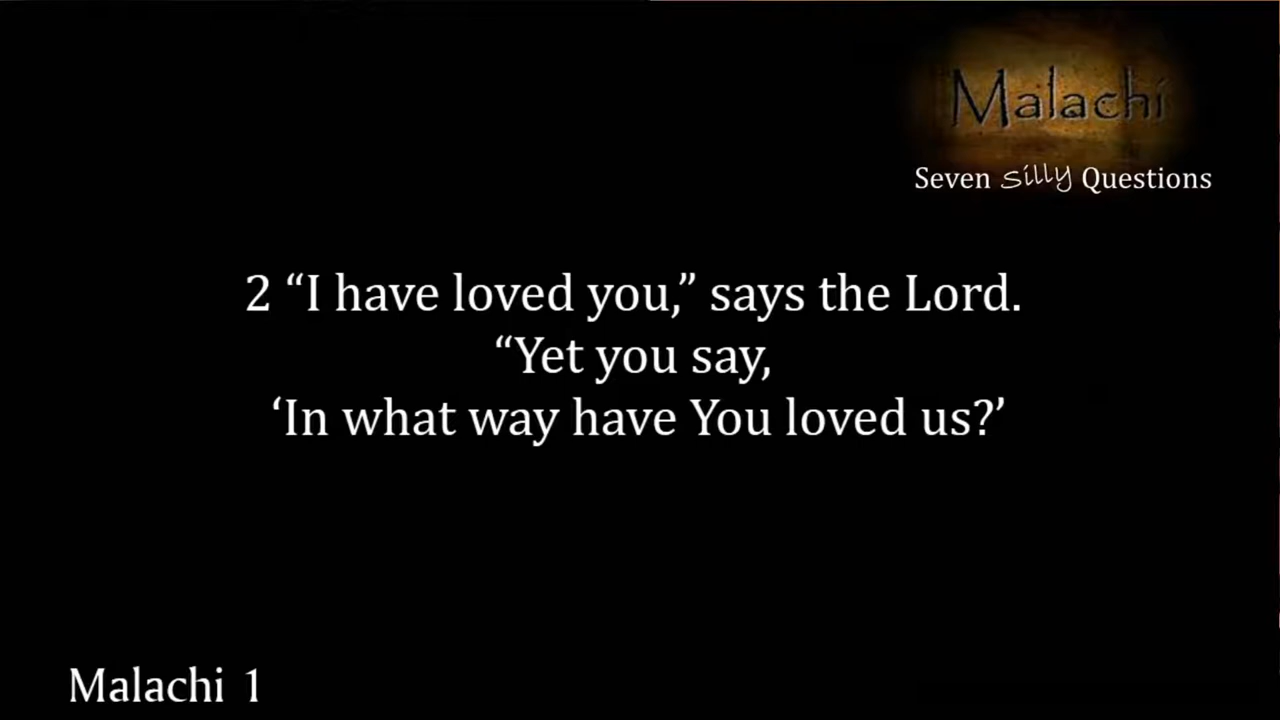 Malachi
Seven Silly Questions
2 “I have loved you,” says the Lord.
“Yet you say,
‘In what way have You loved us?’
Malachi 1